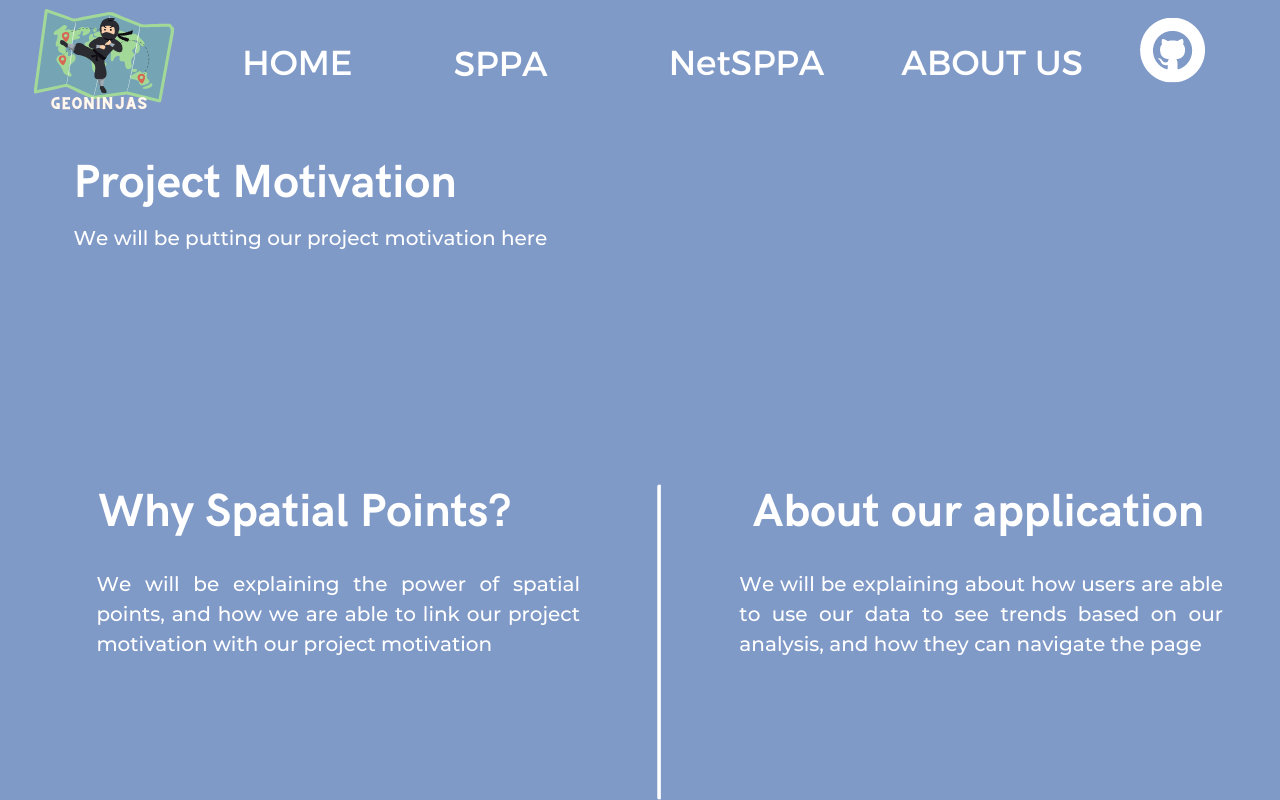 GEONINJAS
HOME
SPPA
NetSPPA
ABOUT US
Project Motivation
We will be putting our project motivation here
Why Spatial Points?
We will be explaining the power of spatial
points, and how we are able to link our project
motivation with our project motivation
About our application
We will be explaining about how users are able
to use our data to see trends based on our
analysis, and how they can navigate the page